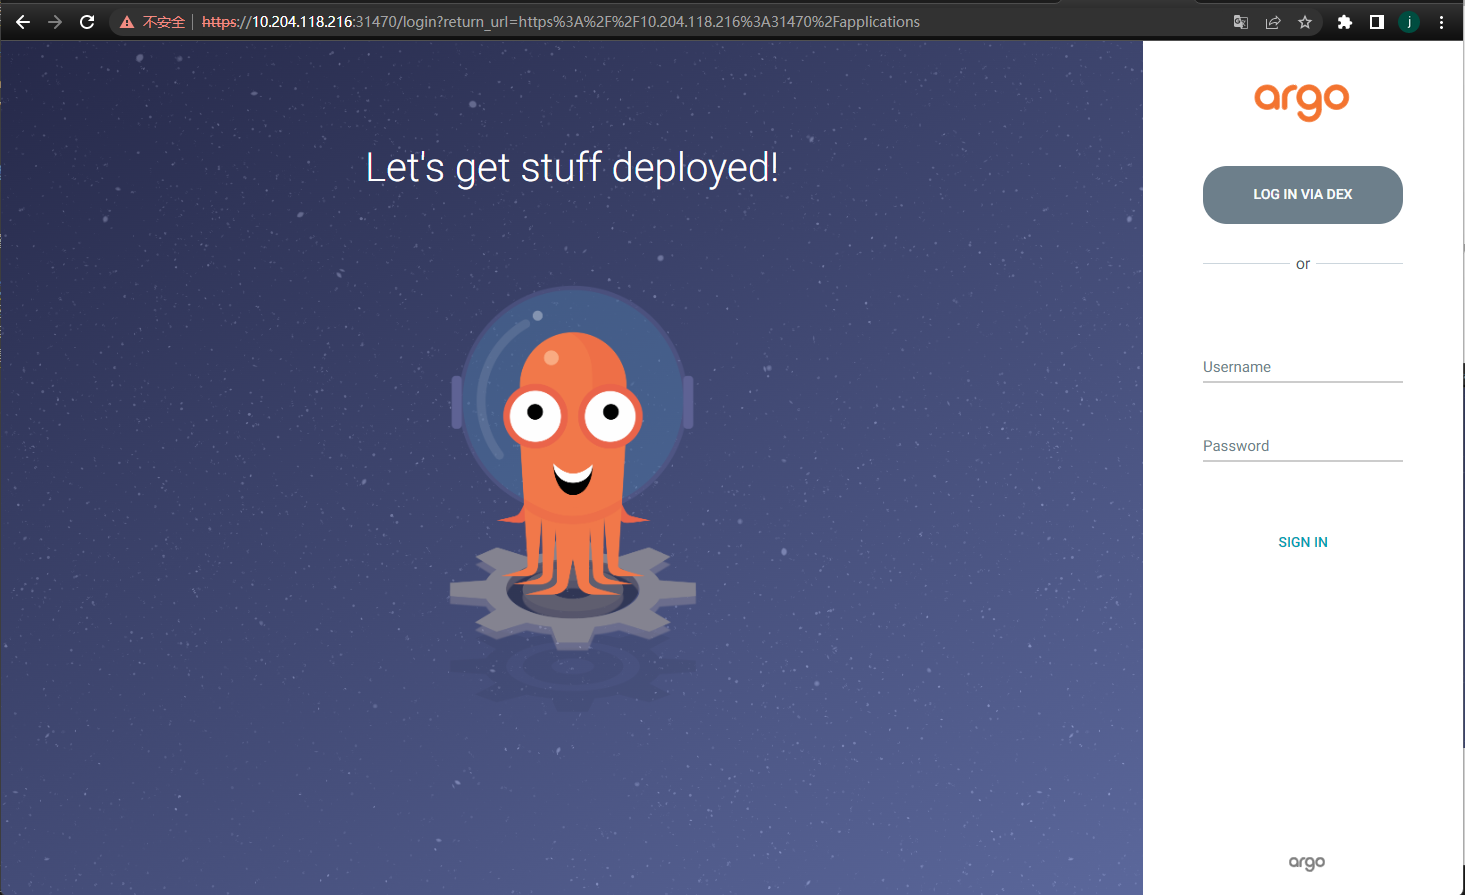 不安全 | https://10.204.118.216:31470/login?return_url=https%3A%2F%2F10.204.118.216%3A31470%2Fapplications
j
argo
Let's get stuff deployed!
LOG IN VIA DEX
or
Username
Password
SIGN IN
argo